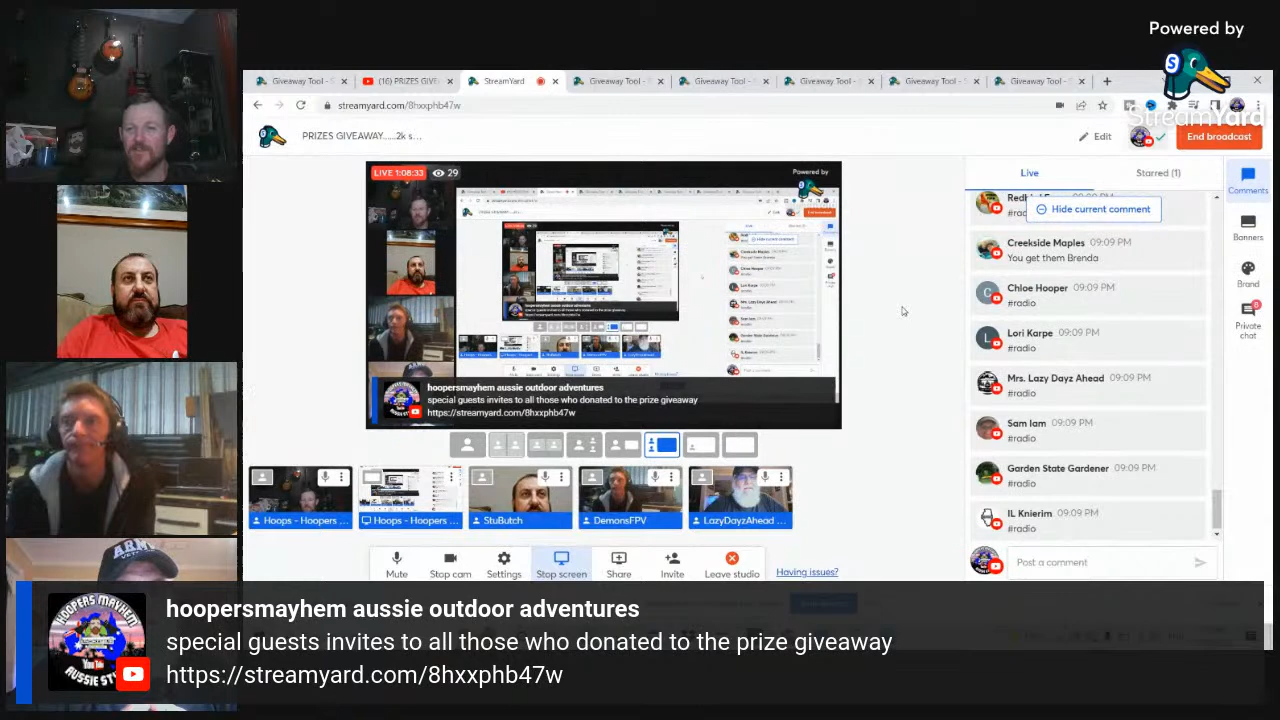 Powered by
StreamYard
Giveaway Tool - S
(16) PRIZES GIVEA
StreamYard
Giveaway Tool - S
Giveaway Tool - S
Giveaway Tool - S
Giveaway Tool - S
Giveaway Tool - S
streamyard.com/8hxxphb47w
PRIZES GIVEAWAY......2k s...
Edit
End broadcast
LIVE 1:08:33
29
Powered by
hoopersmayhem aussie outdoor adventures
special guests invites to all those who donated to the prize giveaway
https://streamyard.com/8hxxphb47w
Hoops - Hoopers ...
Hoops - Hoopers ...
StuButch
DemonsFPV
LazyDayzAhead
Mute
Stop cam
Settings
Stop screen
Share
Invite
Leave studio
Having issues?
Live
Starred (1)
Hide current comment
Creekside Maples 09:09 PM
You get them Brenda
Chloe Hooper 09:09 PM
#radio
Lori Karpe 09:09 PM
#radio
Mrs. Lazy Dayz Ahead 09:09 PM
#radio
Sam Iam 09:09 PM
#radio
Garden State Gardener 09:09 PM
#radio
IL Knierim 09:09 PM
#radio
Post a comment
Comments
Banners
Brand
Private
chat
ARMY
HOOPERS MAYHEM
YouTube
hoopersmayhem aussie outdoor adventures
special guests invites to all those who donated to the prize giveaway
https://streamyard.com/8hxxphb47w